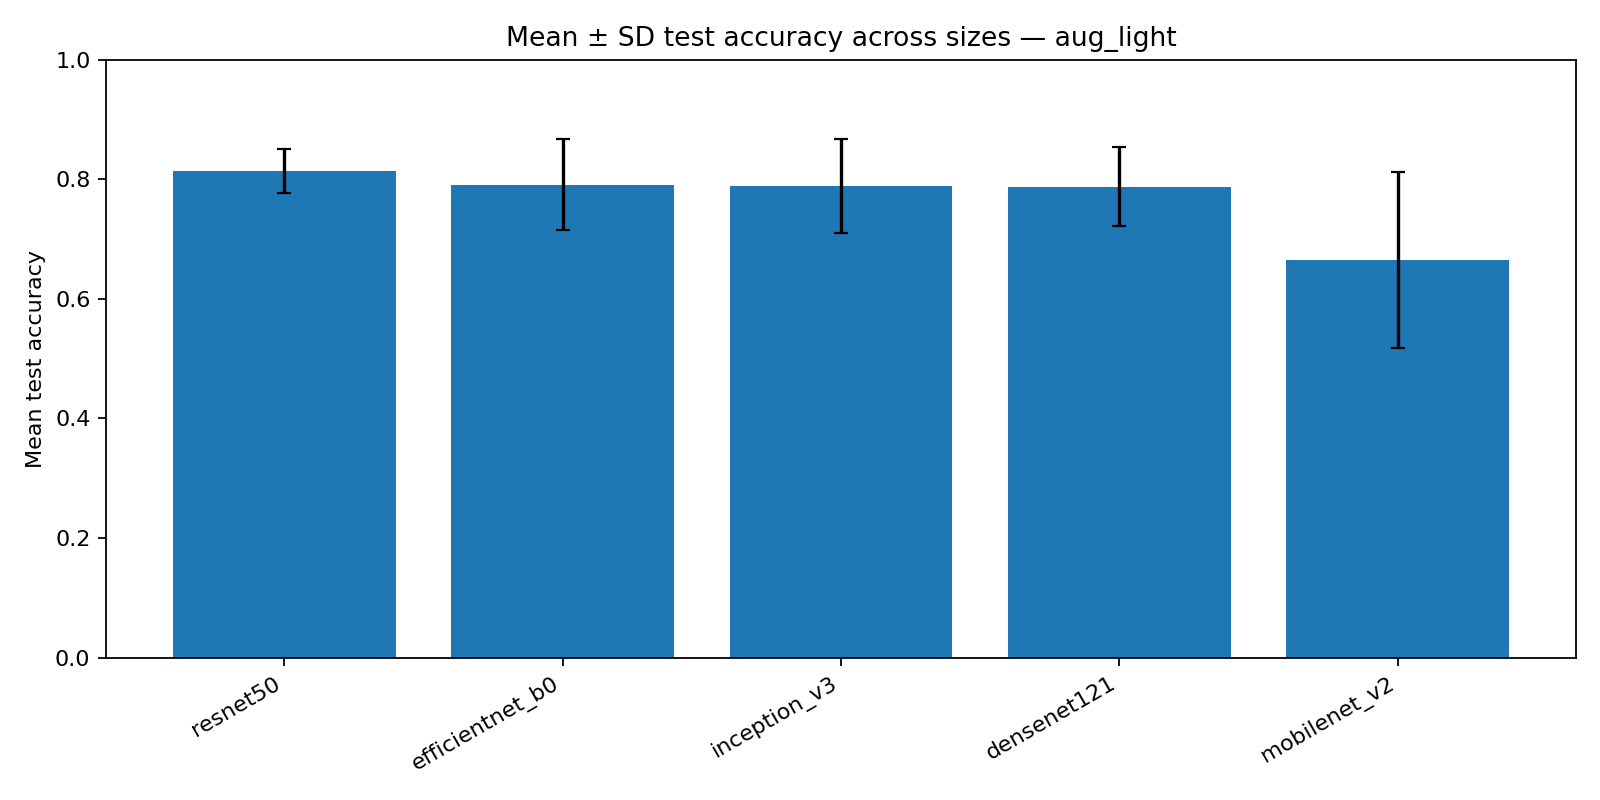 Mean ± SD test accuracy across sizes — aug_light
1.0
0.8
0.6
0.4
0.2
0.0
Mean test accuracy
resnet50
efficientnet_b0
inception_v3
densenet121
mobilenet_v2